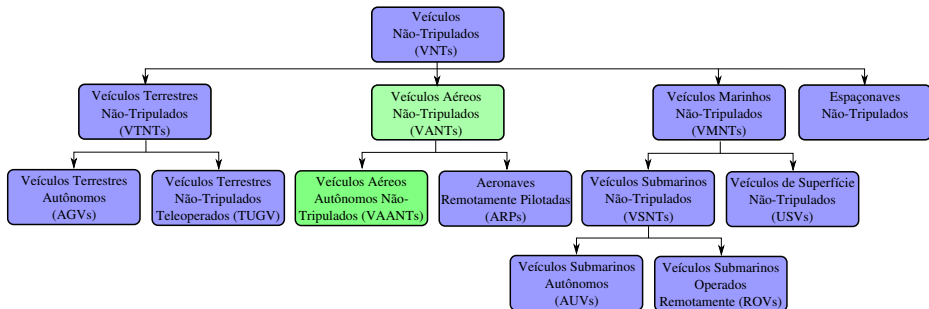 Veículos
Não-Tripulados
(VNTs)
Veículos Terrestres
Não-Tripulados
(VTNTs)
Veículos Aéreos
Não-Tripulados
(VANTs)
Veículos Marinhos
Não-Tripulados
(VMNTs)
Espaçonaves
Não-Tripulados
Veículos Terrestres
Autônomos
(AGVs)
Veículos Terrestres
Não-Tripulados
Teleoperados (TUGV)
Veículos Aéreos
Autônomos Não-
Tripulados (VAANTs)
Aeronaves
Remotamente Pilotadas
(ARPs)
Veículos Submarinos
Não-Tripulados
(VSNTs)
Veículos de Superfície
Não-Tripulados
(USVs)
Veículos Submarinos
Autônomos
(AUVs)
Veículos Submarinos
Operados
Remotamente (ROVs)